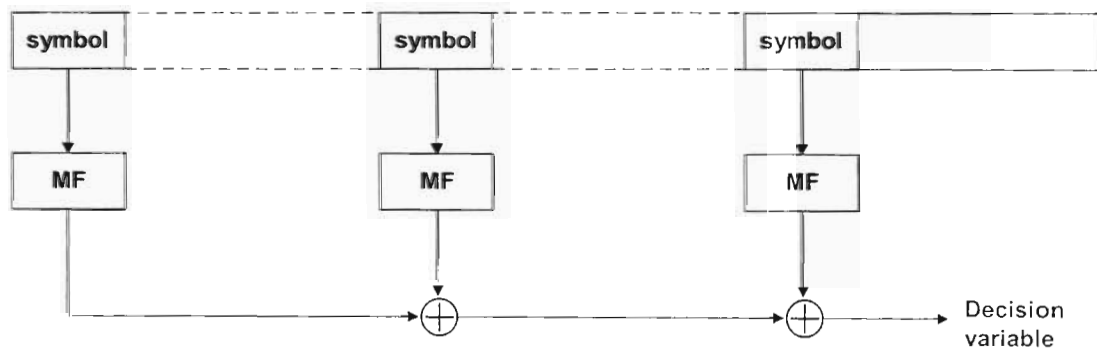 symbol symbol symbol
MF MF MF
Decision
variable